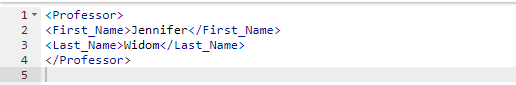 1 <Professor>
2 <First_Name>Jennifer</First_Name>
3 <Last_Name>Widom</Last_Name>
4 </Professor>
5